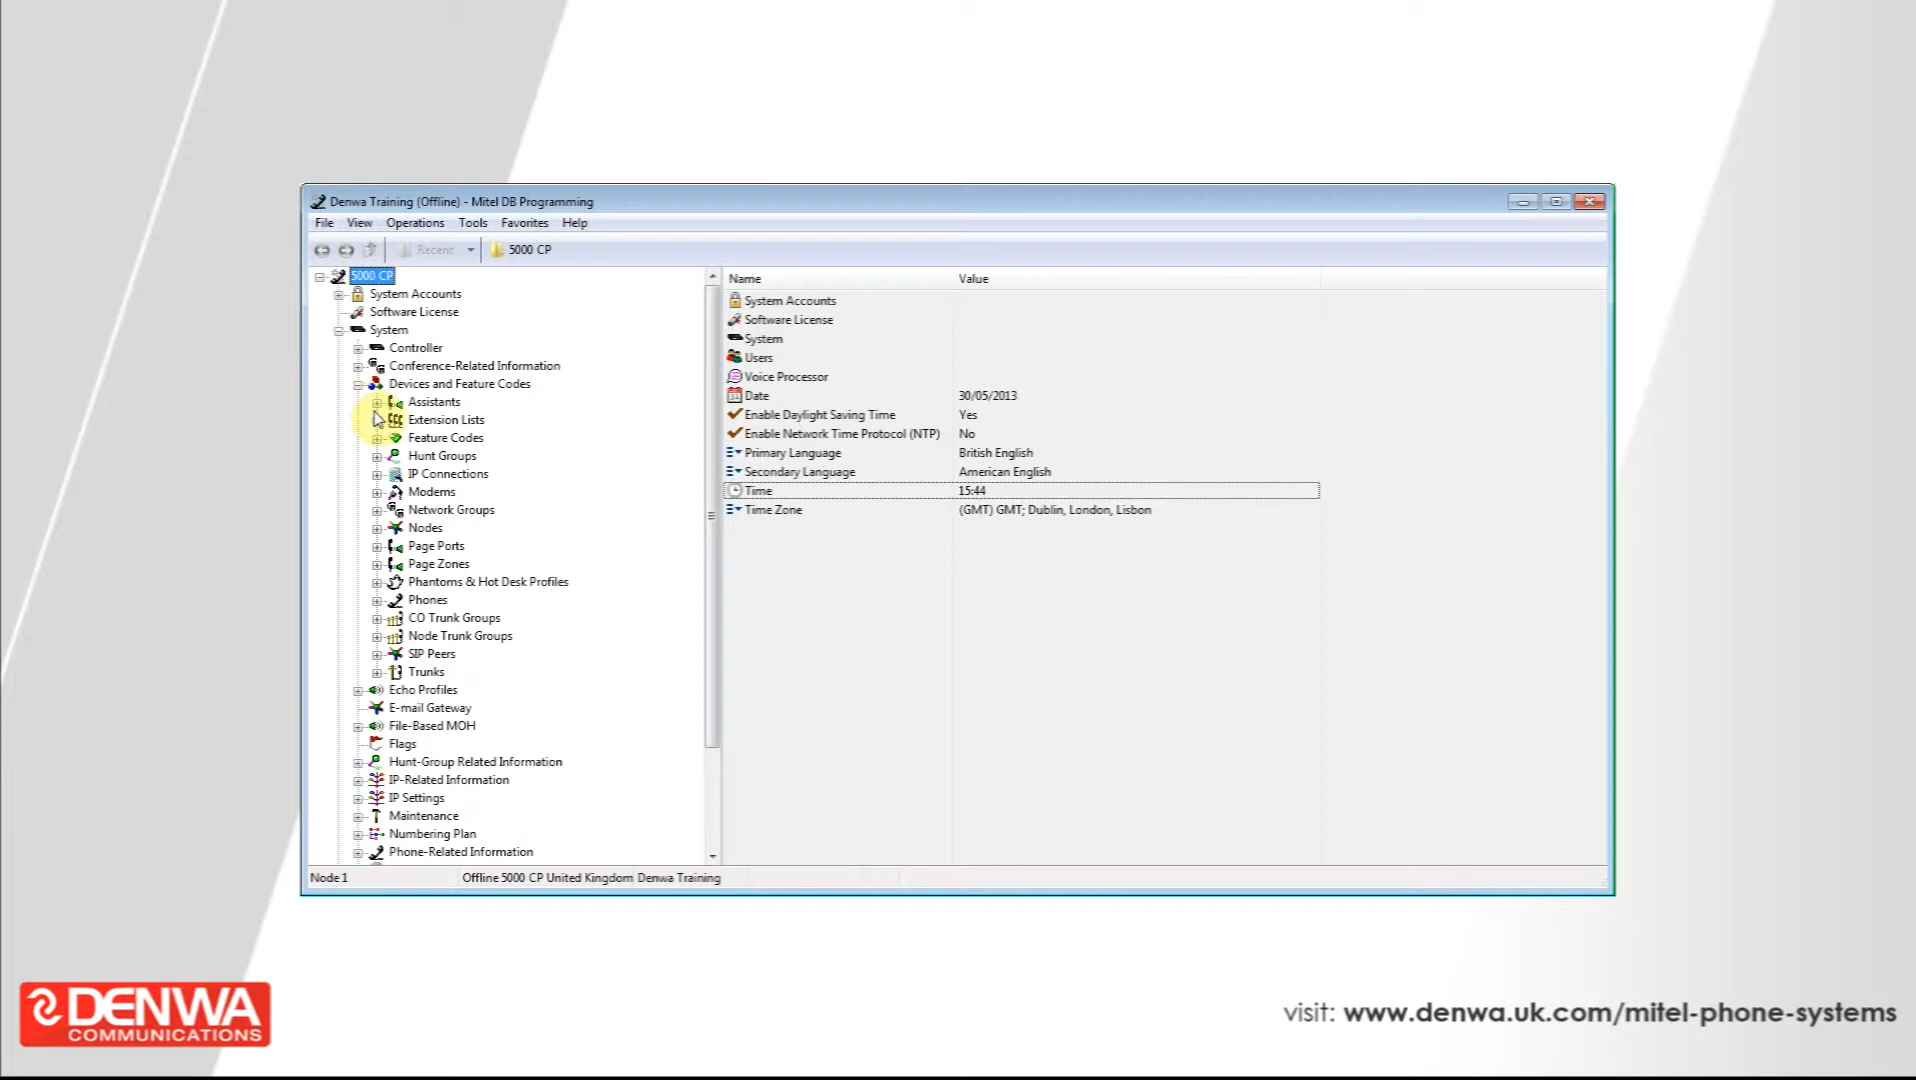 Denwa Training (Offline) - Mitel DB Programming
File View Operations Tools Favorites Help
Recent 5000 CP
5000 CP
System Accounts
Software License
System
Controller
Conference-Related Information
Devices and Feature Codes
Assistants
Extension Lists
Feature Codes
Hunt Groups
IP Connections
Modems
Network Groups
Nodes
Page Ports
Page Zones
Phantoms & Hot Desk Profiles
Phones
CO Trunk Groups
Node Trunk Groups
SIP Peers
Trunks
Echo Profiles
E-mail Gateway
File-Based MOH
Flags
Hunt-Group Related Information
IP-Related Information
IP Settings
Maintenance
Numbering Plan
Phone-Related Information
Name Value
System Accounts
Software License
System
Users
Voice Processor
Date 30/05/2013
Enable Daylight Saving Time Yes
Enable Network Time Protocol (NTP) No
Primary Language British English
Secondary Language American English
Time 15:44
Time Zone (GMT) GMT; Dublin, London, Lisbon
Node 1 Offline 5000 CP United Kingdom Denwa Training
DENWA
COMMUNICATIONS
visit: www.denwa.uk.com/mitel-phone-systems